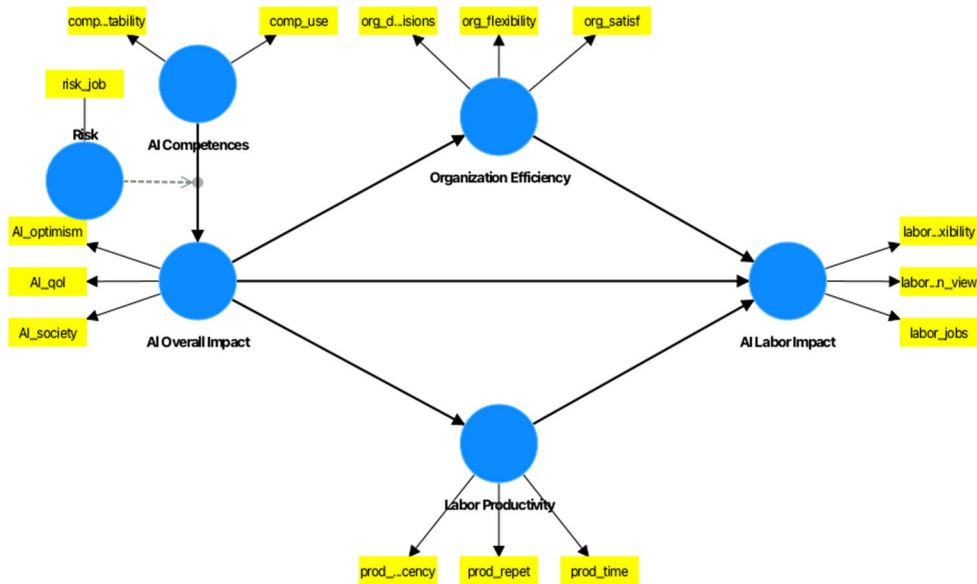 comp...tability
comp_use
org_d...isions
org_flexibility
org_satisf
risk_job
Risk
AI Competences
Organization Efficiency
AI_optimism
AI_qol
AI_society
AI Overall Impact
labor...xibility
labor...n_view
labor_jobs
AI Labor Impact
Labor Productivity
prod_...cency
prod_repet
prod_time